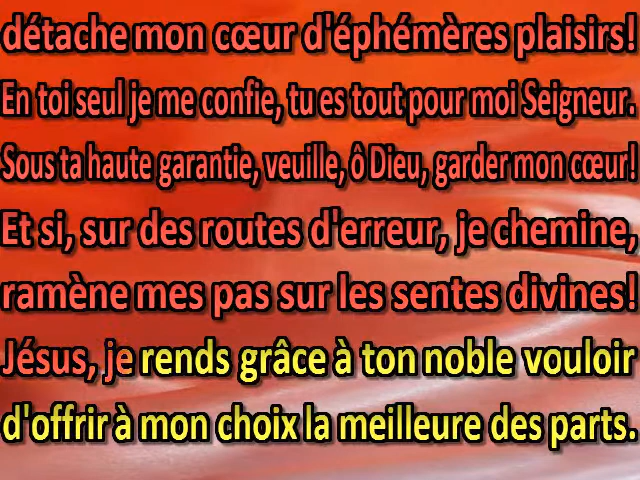 détache mon cœur d'éphémères plaisirs!
En toi seul je me confie, tu es tout pour moi Seigneur.
Sous ta haute garantie, veuille, ô Dieu, garder mon cœur!
Et si, sur des routes d'erreur, je chemine,
ramène mes pas sur les sentes divines!
Jésus, je rends grâce à ton noble vouloir
d'offrir à mon choix la meilleure des parts.